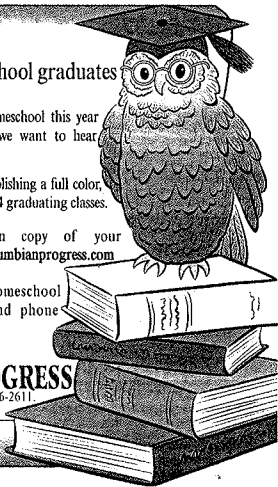 hool graduates
meschool this year
we want to hear
lishing a full color,
4 graduating classes.
n copy of your
umbianprogress.com
omeschool
nd phone
GRESS
6-2611.